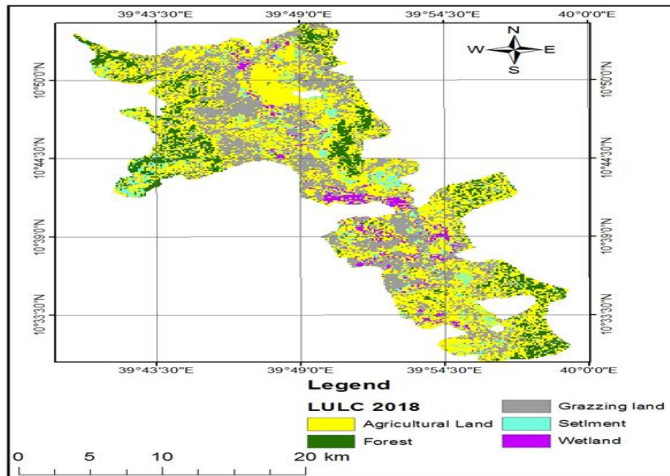 39°43'30"E 39°49'0"E 39°54'30"E 40°0'0"E
N
W E
S
10°50'0"N 10°50'0"N
10°44'30"N 10°44'30"N
10°39'0"N 10°39'0"N
10°33'30"N 10°33'30"N
39°43'30"E 39°49'0"E 39°54'30"E 40°0'0"E
Legend
LULC 2018
Agricultural Land
Forest
Grazzing land
Setlment
Wetland
0 5 10 20 km